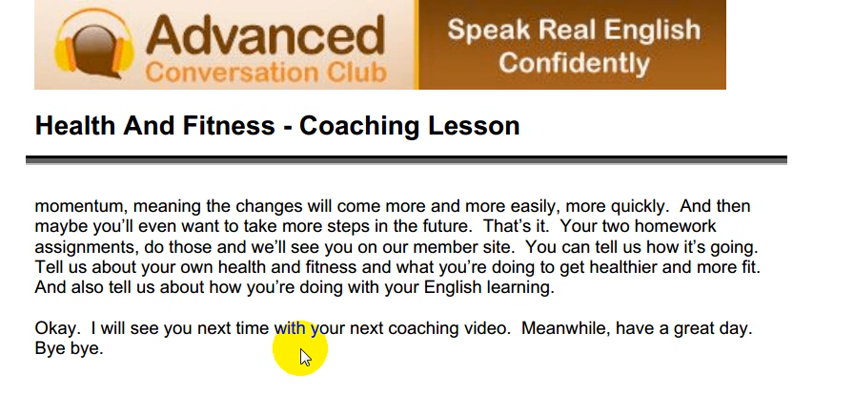 Advanced
Conversation Club
Speak Real English
Confidently
Health And Fitness - Coaching Lesson
momentum, meaning the changes will come more and more easily, more quickly. And then
maybe you'll even want to take more steps in the future. That's it. Your two homework
assignments, do those and we'll see you on our member site. You can tell us how it's going.
Tell us about your own health and fitness and what you're doing to get healthier and more fit.
And also tell us about how you're doing with your English learning.
Okay. I will see you next time with your next coaching video. Meanwhile, have a great day.
Bye bye.